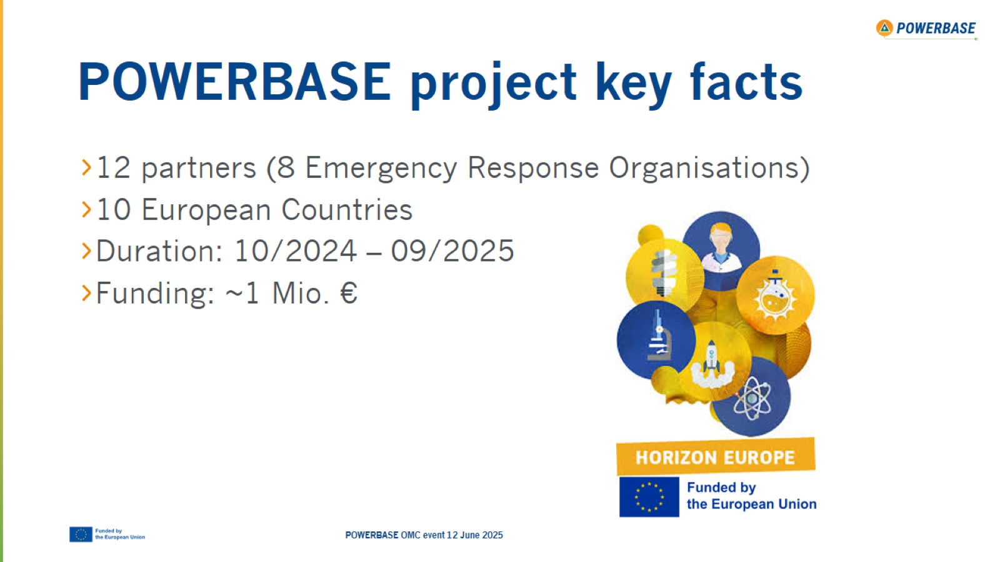 POWERBASE
POWERBASE project key facts
12 partners (8 Emergency Response Organisations)
10 European Countries
Duration: 10/2024 – 09/2025
Funding: ~1 Mio. €
HORIZON EUROPE
Funded by
the European Union
Funded by
the European Union
POWERBASE OMC event 12 June 2025